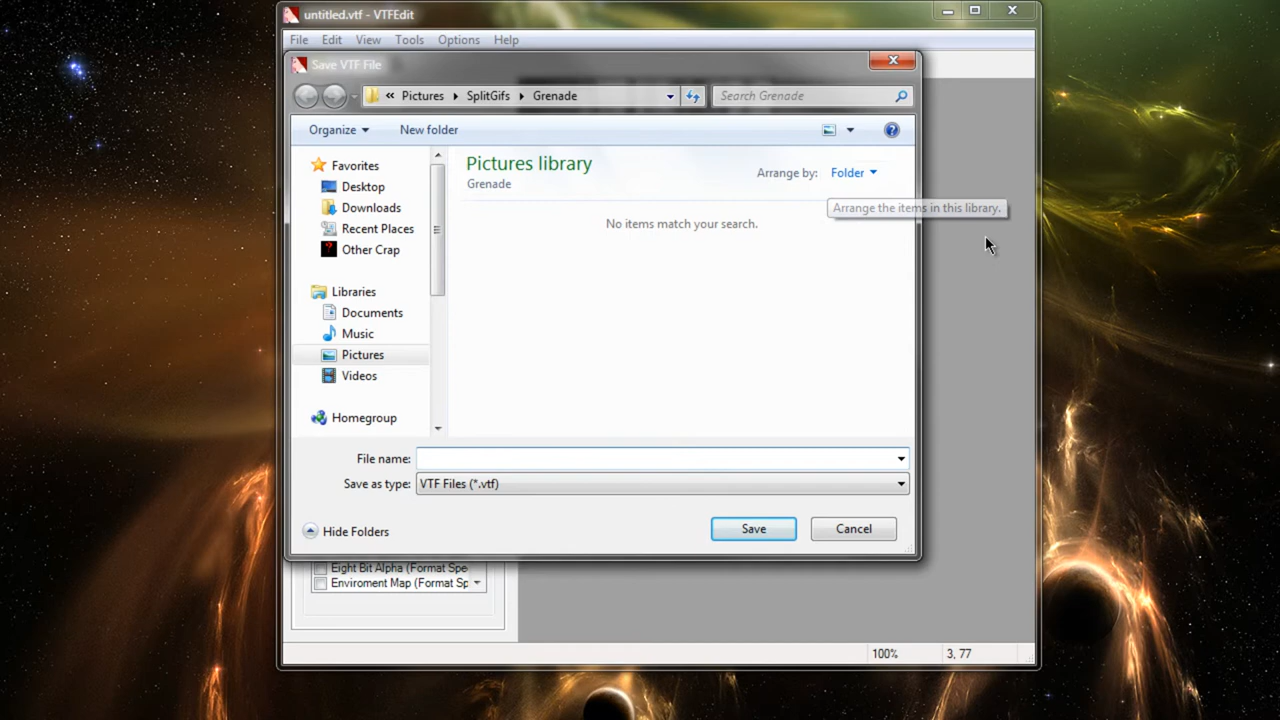 untitled.vtf - VTFEdit
File Edit View Tools Options Help
Save VTF File
« Pictures SplitGifs Grenade
Search Grenade
Organize New folder
Favorites
Desktop
Downloads
Recent Places
Other Crap
Libraries
Documents
Music
Pictures
Videos
Homegroup
Pictures library
Grenade
Arrange by: Folder
Arrange the items in this library.
No items match your search.
File name:
Save as type: VTF Files (*.vtf)
Hide Folders
Save Cancel
Eight Bit Alpha (Format Spe
Enviroment Map (Format Sp
100% 3, 77